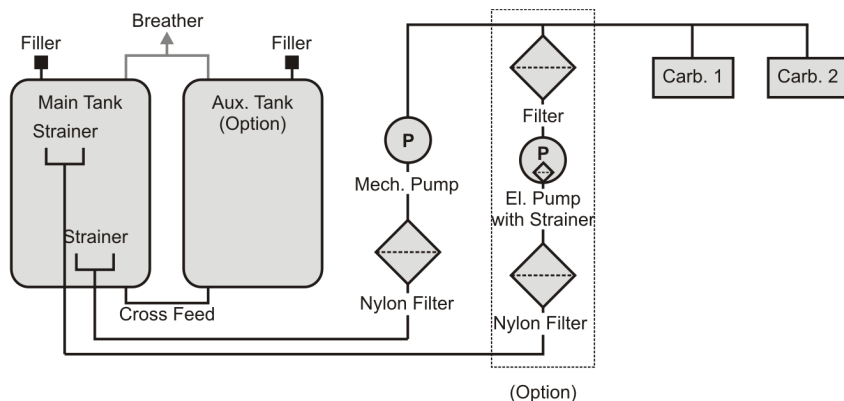 Breather
Filler
Filler
Main Tank
Aux. Tank
(Option)
Strainer
Strainer
Cross Feed
P
Mech. Pump
Nylon Filter
Filter
P
El. Pump
with Strainer
Nylon Filter
(Option)
Carb. 1
Carb. 2